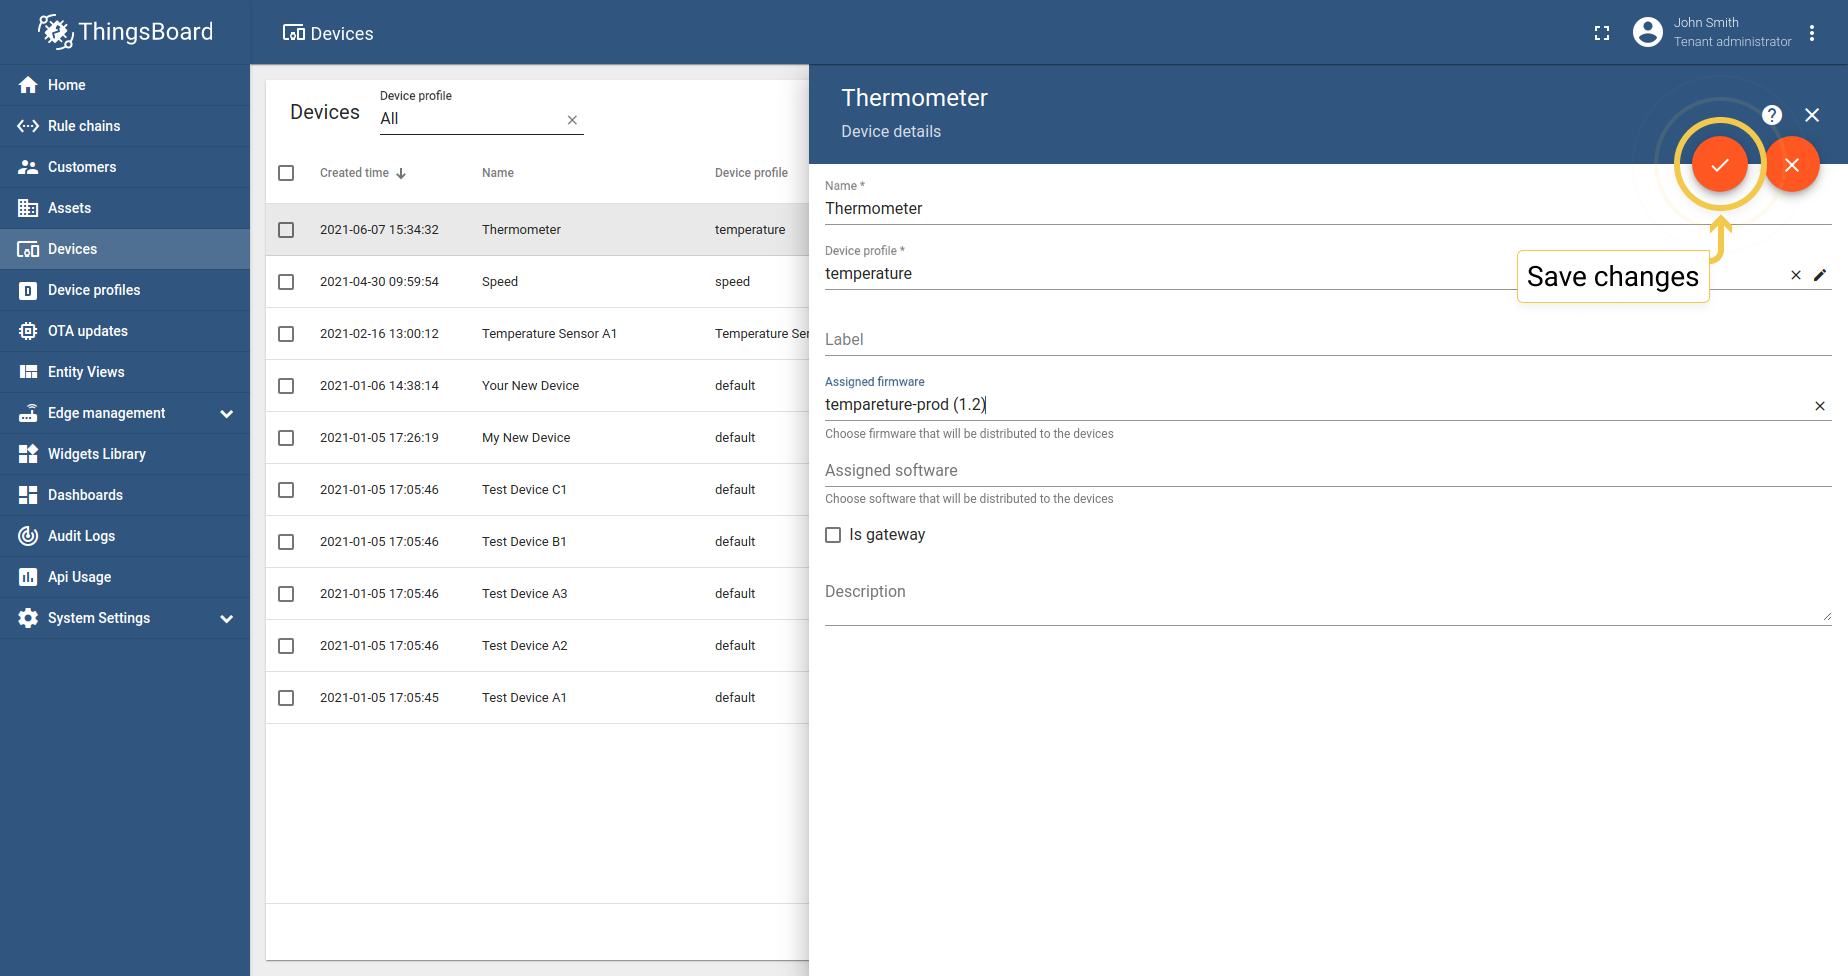 ThingsBoard
Devices
John Smith
Tenant administrator
Home
Rule chains
Customers
Assets
Devices
Device profiles
OTA updates
Entity Views
Edge management
Widgets Library
Dashboards
Audit Logs
Api Usage
System Settings
Devices
Device profile
All
Created time Name Device profile
2021-06-07 15:34:32 Thermometer temperature
2021-04-30 09:59:54 Speed speed
2021-02-16 13:00:12 Temperature Sensor A1 Temperature Ser
2021-01-06 14:38:14 Your New Device default
2021-01-05 17:26:19 My New Device default
2021-01-05 17:05:46 Test Device C1 default
2021-01-05 17:05:46 Test Device B1 default
2021-01-05 17:05:46 Test Device A3 default
2021-01-05 17:05:46 Test Device A2 default
2021-01-05 17:05:45 Test Device A1 default
Thermometer
Device details
?
Name *
Thermometer
Device profile *
temperature
Save changes
Label
Assigned firmware
tempareture-prod (1.2)
Choose firmware that will be distributed to the devices
Assigned software
Choose software that will be distributed to the devices
Is gateway
Description